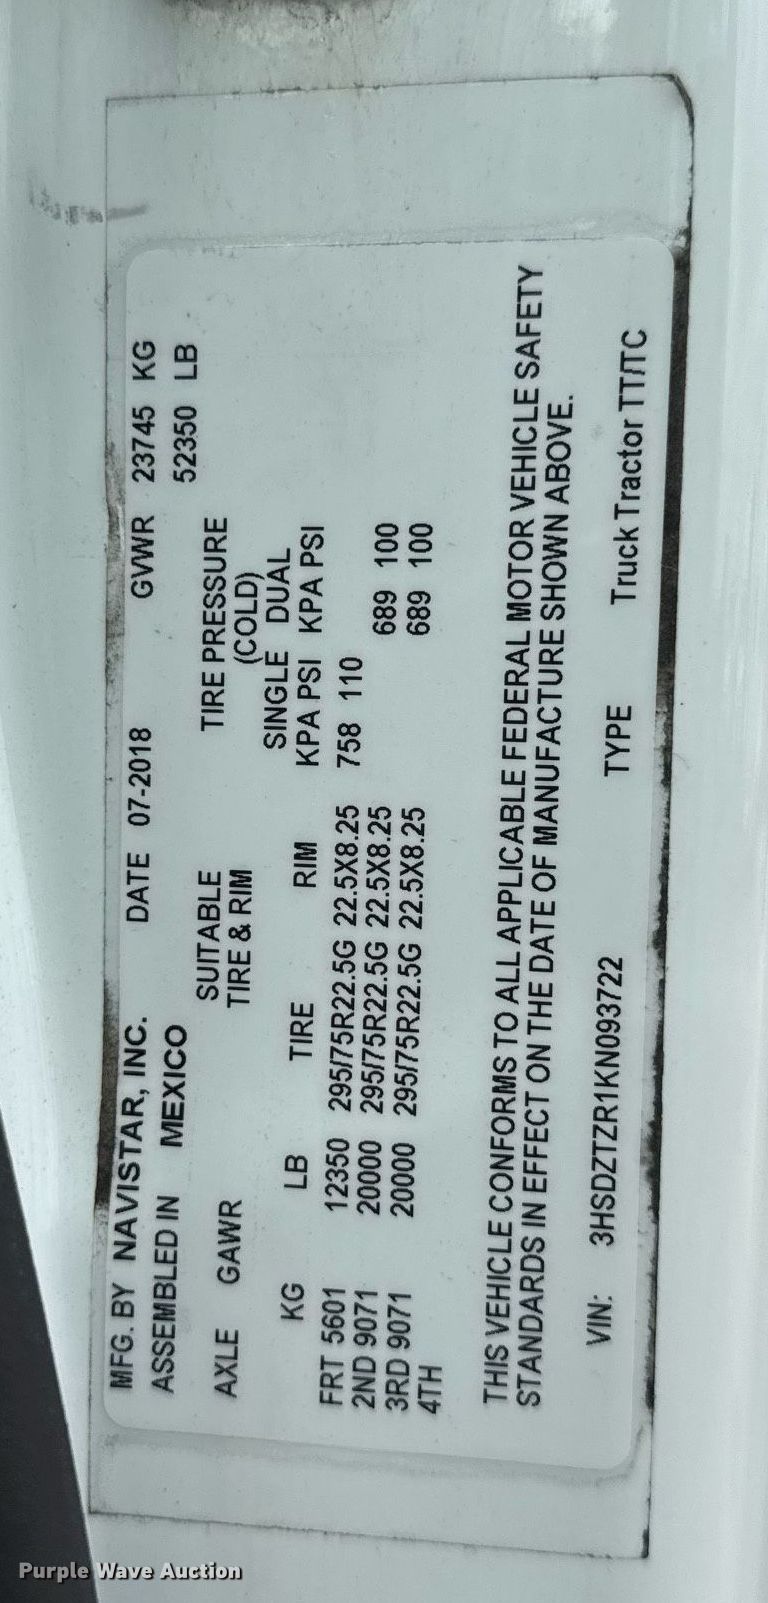 MFG. BY NAVISTAR, INC. DATE 07-2018 GVWR 23745 KG
ASSEMBLED IN MEXICO 52350 LB
AXLE GAWR SUITABLE TIRE PRESSURE
TIRE & RIM (COLD)
SINGLE DUAL
KG LB TIRE RIM KPA PSI KPA PSI
FRT 5601 12350 295/75R22.5G 22.5X8.25 758 110
2ND 9071 20000 295/75R22.5G 22.5X8.25 689 100
3RD 9071 20000 295/75R22.5G 22.5X8.25 689 100
4TH
THIS VEHICLE CONFORMS TO ALL APPLICABLE FEDERAL MOTOR VEHICLE SAFETY
STANDARDS IN EFFECT ON THE DATE OF MANUFACTURE SHOWN ABOVE.
VIN: 3HSDZTZR1KN093722 TYPE Truck Tractor TT/TC
Purple Wave Auction